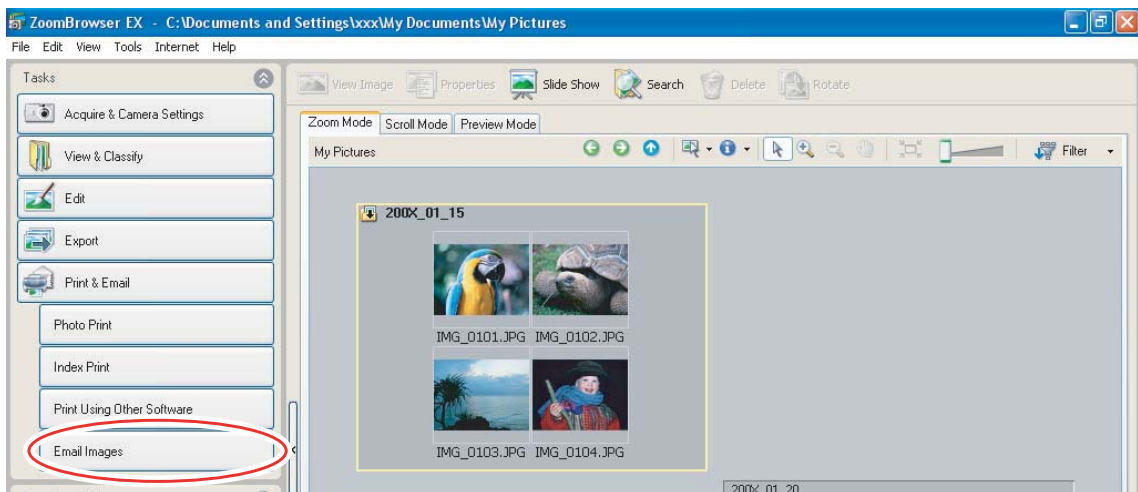 ZoomBrowser EX - C:\Documents and Settings\xxx\My Documents\My Pictures
File Edit View Tools Internet Help
Tasks
Acquire & Camera Settings
View & Classify
Edit
Export
Print & Email
Photo Print
Index Print
Print Using Other Software
Email Images
View Image Properties Slide Show Search Delete Rotate
Zoom Mode Scroll Mode Preview Mode
My Pictures Filter
200X_01_15
IMG_0101.JPG IMG_0102.JPG
IMG_0103.JPG IMG_0104.JPG
200X_01_20